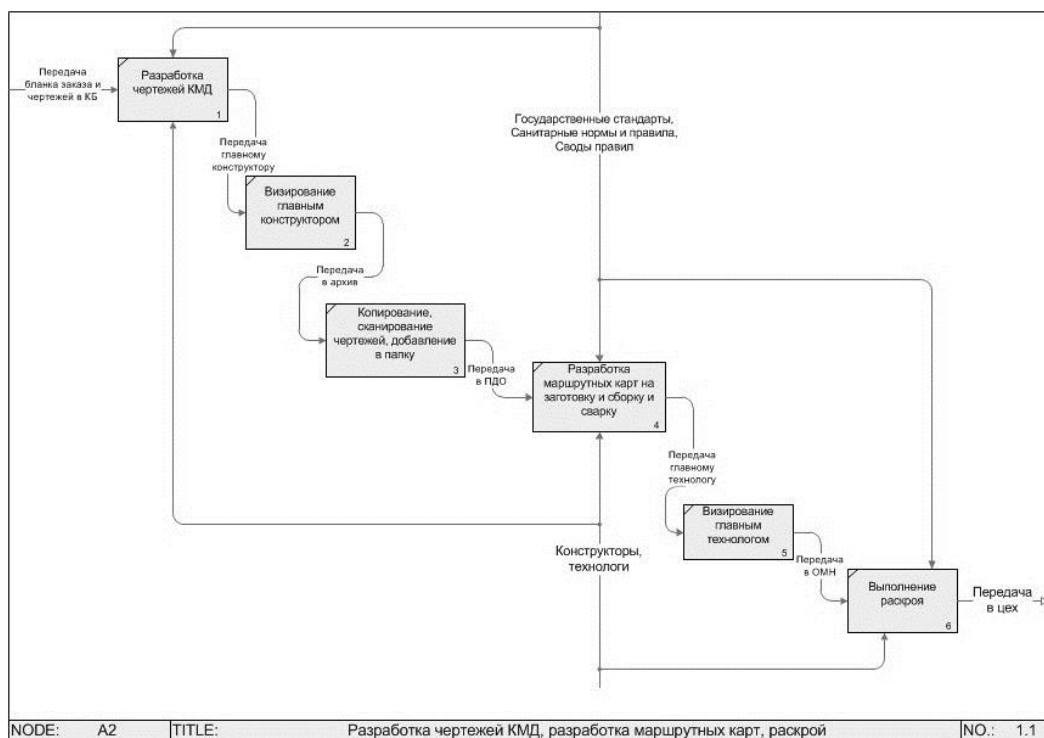 Передача
бланка заказа и
чертежей в КБ
Разработка
чертежей КМД
1
Государственные стандарты,
Санитарные нормы и правила,
Своды правил
Передача
главному
конструктору
Визирование
главным
конструктором
2
Передача
в архив
Копирование,
сканирование
чертежей, добавление
в папку
3
Передача
в ПДО
Разработка
маршрутных карт на
заготовку и сборку и
сварку
4
Передача
главному
технологу
Визирование
главным
технологом
5
Конструкторы,
технологи
Передача
в ОМН
Выполнение
раскроя
6
Передача
в цех
NODE: A2 TITLE: Разработка чертежей КМД, разработка маршрутных карт, раскрой NO.: 1.1